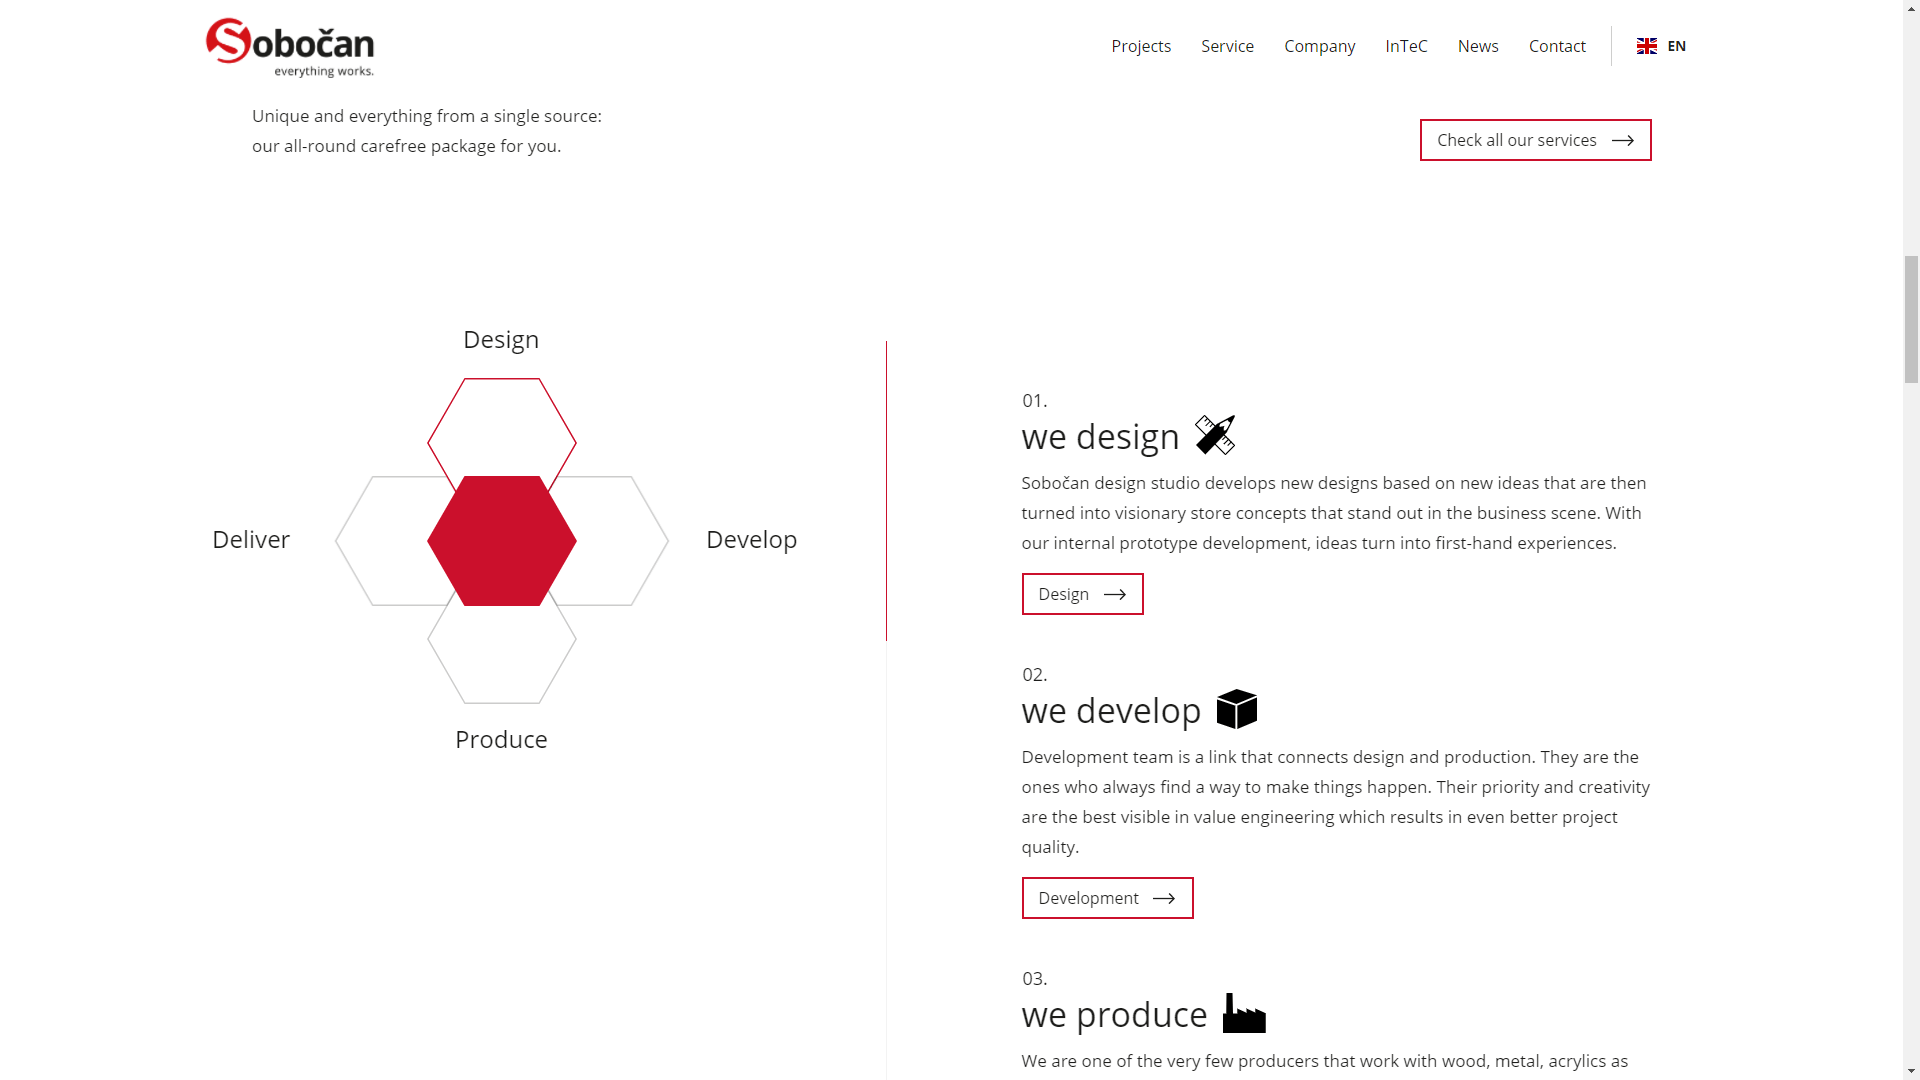 Sobočan
everything works.
Projects
Service
Company
InTeC
News
Contact
EN
Unique and everything from a single source:
our all-round carefree package for you.
Check all our services
Design
Deliver
Develop
Produce
01.
we design
Sobočan design studio develops new designs based on new ideas that are then
turned into visionary store concepts that stand out in the business scene. With
our internal prototype development, ideas turn into first-hand experiences.
Design
02.
we develop
Development team is a link that connects design and production. They are the
ones who always find a way to make things happen. Their priority and creativity
are the best visible in value engineering which results in even better project
quality.
Development
03.
we produce
We are one of the very few producers that work with wood, metal, acrylics as